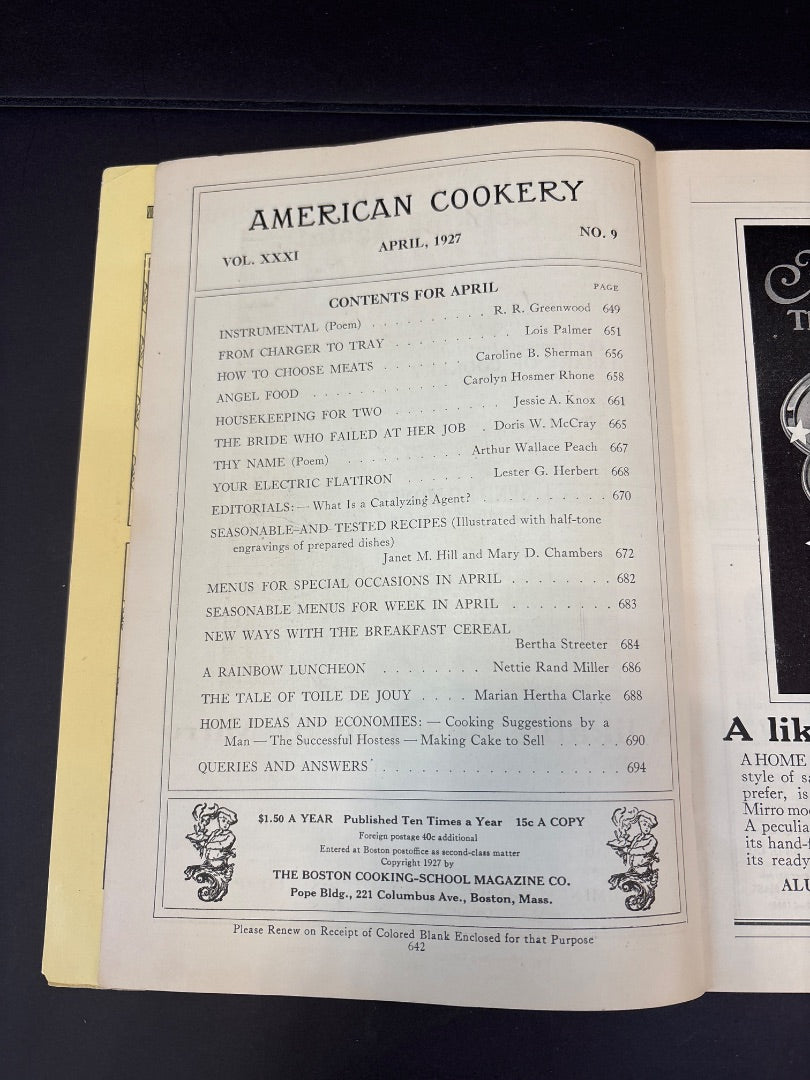 AMERICAN COOKERY
VOL. XXXI APRIL, 1927 NO. 9
CONTENTS FOR APRIL PAGE
INSTRUMENTAL (Poem) . . . . . . . . . R. R. Greenwood 649
FROM CHARGER TO TRAY . . . . . . . . Lois Palmer 651
HOW TO CHOOSE MEATS . . . . . . Caroline B. Sherman 656
ANGEL FOOD . . . . . . . . . . Carolyn Hosmer Rhone 658
HOUSEKEEPING FOR TWO . . . . . . . . Jessie A. Knox 661
THE BRIDE WHO FAILED AT HER JOB . Doris W. McCray 665
THY NAME (Poem) . . . . . . . . . Arthur Wallace Peach 667
YOUR ELECTRIC FLATIRON . . . . . . Lester G. Herbert 668
EDITORIALS: — What Is a Catalyzing Agent? . . . . . . . . . 670
SEASONABLE-AND-TESTED RECIPES (Illustrated with half-tone
engravings of prepared dishes)
Janet M. Hill and Mary D. Chambers 672
MENUS FOR SPECIAL OCCASIONS IN APRIL . . . . . . . . 682
SEASONABLE MENUS FOR WEEK IN APRIL . . . . . . . . 683
NEW WAYS WITH THE BREAKFAST CEREAL
Bertha Streeter 684
A RAINBOW LUNCHEON . . . . . . . . Nettie Rand Miller 686
THE TALE OF TOILE DE JOUY . . . . Marian Hertha Clarke 688
HOME IDEAS AND ECONOMIES: — Cooking Suggestions by a
Man — The Successful Hostess — Making Cake to Sell . . . . . 690
QUERIES AND ANSWERS . . . . . . . . . . . . . . . . . . 694
$1.50 A YEAR Published Ten Times a Year 15c A COPY
Foreign postage 40c additional
Entered at Boston postoffice as second-class matter
Copyright 1927 by
THE BOSTON COOKING-SCHOOL MAGAZINE CO.
Pope Bldg., 221 Columbus Ave., Boston, Mass.
Please Renew on Receipt of Colored Blank Enclosed for that Purpose
642
A lik
A HOME
style of
prefer, is
Mirro
A peculia
its hand-
its ready